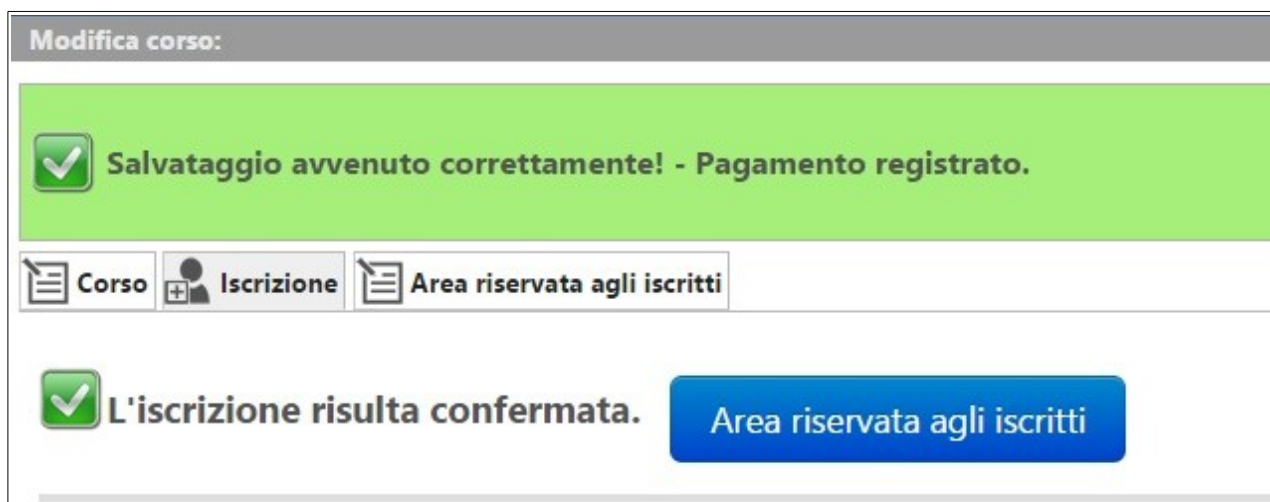 Modifica corso:
Salvataggio avvenuto correttamente! - Pagamento registrato.
Corso Iscrizione Area riservata agli iscritti
L'iscrizione risulta confermata. Area riservata agli iscritti